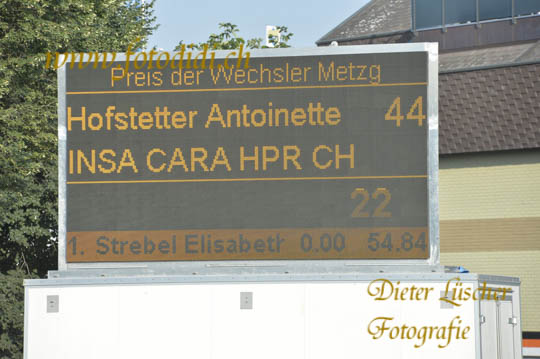 www.fotodidi.ch
Preis der Wechsler Metzg
Hofstetter Antoinette 44
INSA CARA HPR CH
22
1. Strebel Elisabeth 0.00 54.84
Dieter Lüscher
Fotografie